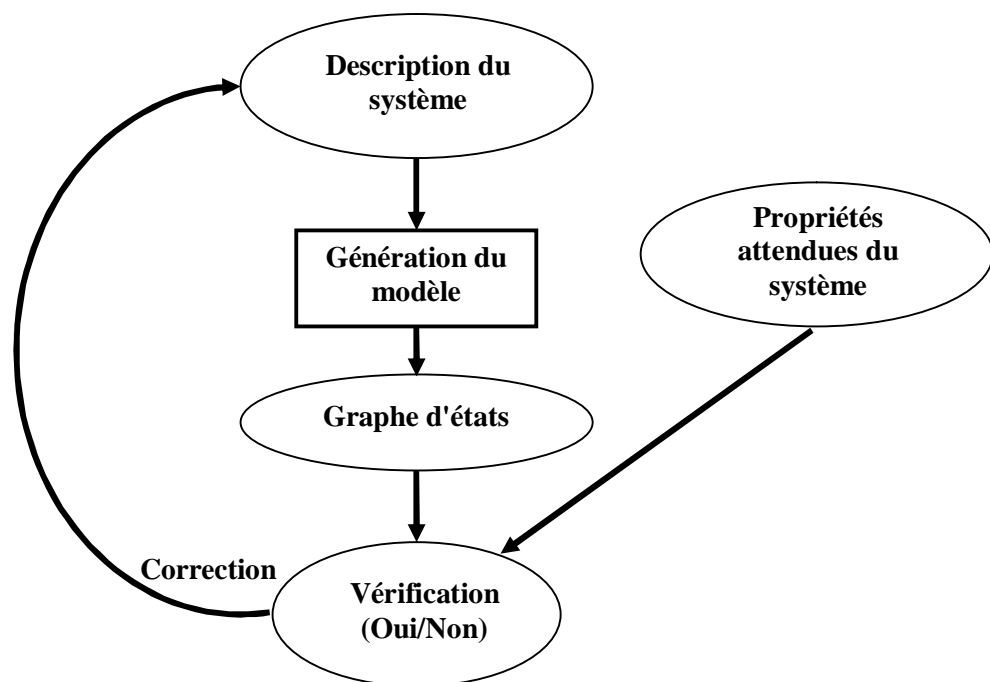 Description du
système
Propriétés
attendues du
système
Génération du
modèle
Graphe d'états
Correction
Vérification
(Oui/Non)